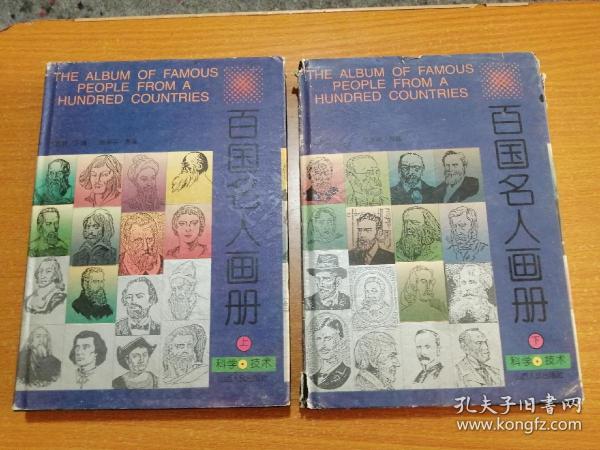 THE ALBUM OF FAMOUS
PEOPLE FROM A
HUNDRED COUNTRIES
百国名人画册
上
科学 技术
THE ALBUM OF FAMOUS
PEOPLE FROM A
HUNDRED COUNTRIES
百国名人画册
下
科学 技术
孔夫子旧书网
www.kongfz.com